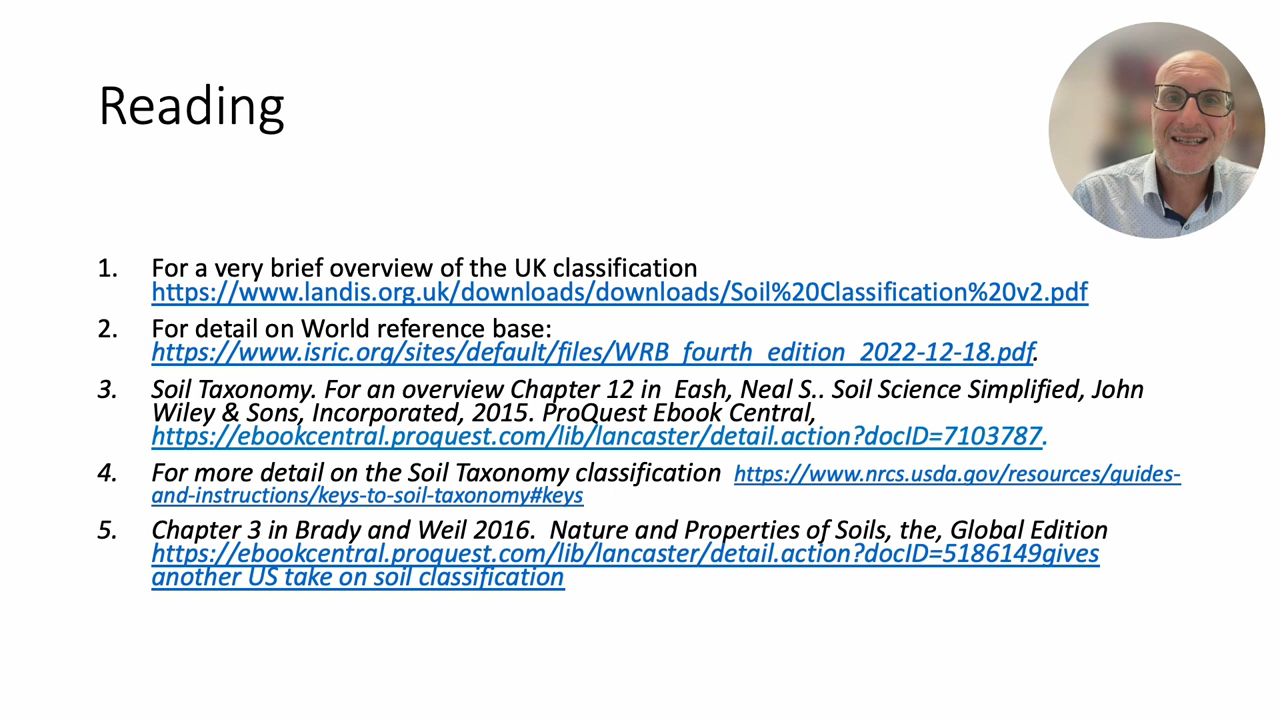 Reading
1. For a very brief overview of the UK classification
https://www.landis.org.uk/downloads/downloads/Soil%20Classification%20v2.pdf
2. For detail on World reference base:
https://www.isric.org/sites/default/files/WRB_fourth_edition_2022-12-18.pdf.
3. Soil Taxonomy. For an overview Chapter 12 in Eash, Neal S.. Soil Science Simplified, John
Wiley & Sons, Incorporated, 2015. ProQuest Ebook Central,
https://ebookcentral.proquest.com/lib/lancaster/detail.action?docID=7103787.
4. For more detail on the Soil Taxonomy classification https://www.nrcs.usda.gov/resources/guides-
and-instructions/keys-to-soil-taxonomy#keys
5. Chapter 3 in Brady and Weil 2016. Nature and Properties of Soils, the, Global Edition
https://ebookcentral.proquest.com/lib/lancaster/detail.action?docID=5186149gives
another US take on soil classification